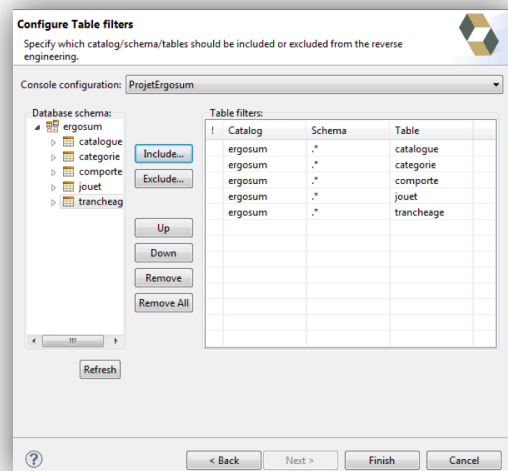 Configure Table filters
Specify which catalog/schema/tables should be included or excluded from the reverse
engineering.
Console configuration: ProjetErgosum
Database schema:
ergosum
catalogue
categorie
comporte
jouet
trancheag
Include...
Exclude...
Up
Down
Remove
Remove All
Refresh
Table filters:
! Catalog Schema Table
ergosum .* catalogue
ergosum .* categorie
ergosum .* comporte
ergosum .* jouet
ergosum .* trancheage
? < Back Next > Finish Cancel